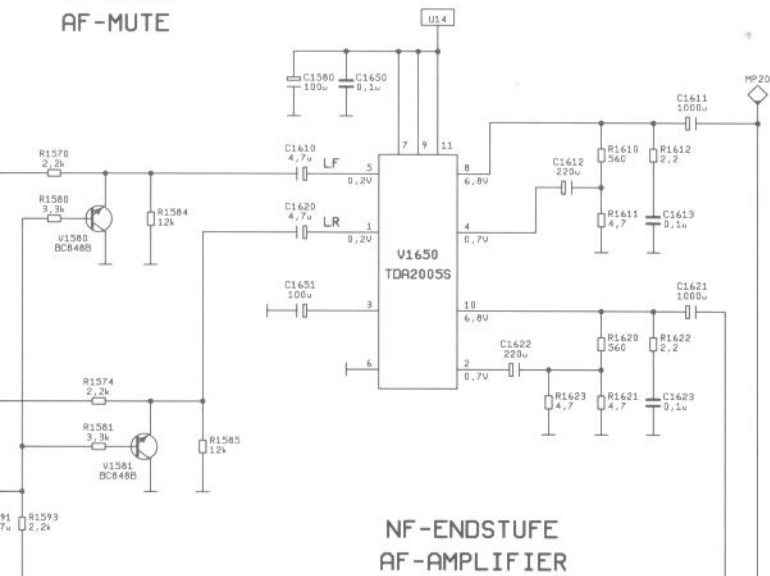 AF-MUTE
U14
C1580
100u
C1650
0,1u
MP20
C1611
1000u
7 9 11
R1570
2,2k
C1610
4,7u
LF
5
0,2V
8
6,8V
C1612
220u
R1610
560
R1612
2,2
R1580
3,3k
V1580
BC848B
R1584
12k
C1620
4,7u
LR
1
0,2V
4
0,7V
R1611
4,7
C1613
0,1u
V1650
TDA2005S
C1651
100u
3
10
6,8V
C1621
1000u
6
2
0,7V
C1622
220u
R1620
560
R1622
2,2
R1623
4,7
R1621
4,7
C1623
0,1u
R1574
2,2k
R1581
3,3k
V1581
BC848B
R1585
12k
91
7u
R1593
2,2k
NF-ENDSTUFE
AF-AMPLIFIER